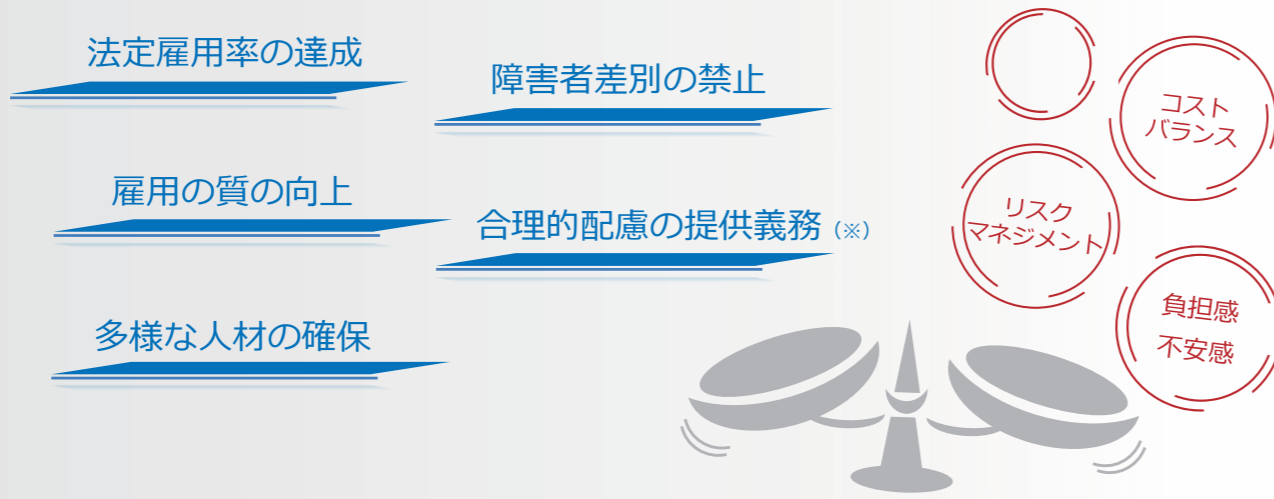 法定雇用率の達成
障害者差別の禁止
雇用の質の向上
合理的配慮の提供義務（※）
多様な人材の確保
コスト
バランス
リスク
マネジメント
負担感
不安感